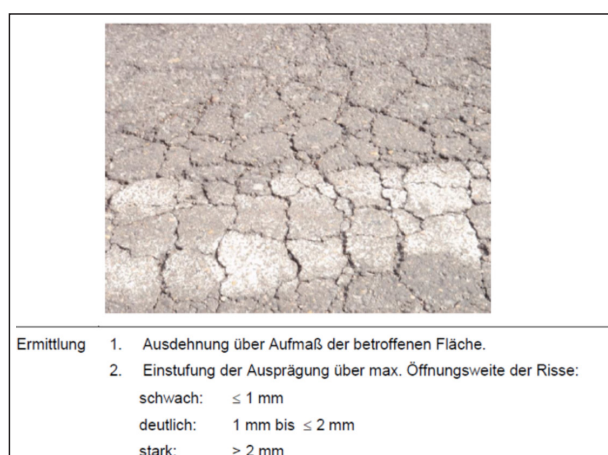 Ermittlung 1. Ausdehnung über Aufmaß der betroffenen Fläche.
2. Einstufung der Ausprägung über max. Öffnungsweite der Risse:
schwach: ≤ 1 mm
deutlich: 1 mm bis ≤ 2 mm
stark: > 2 mm